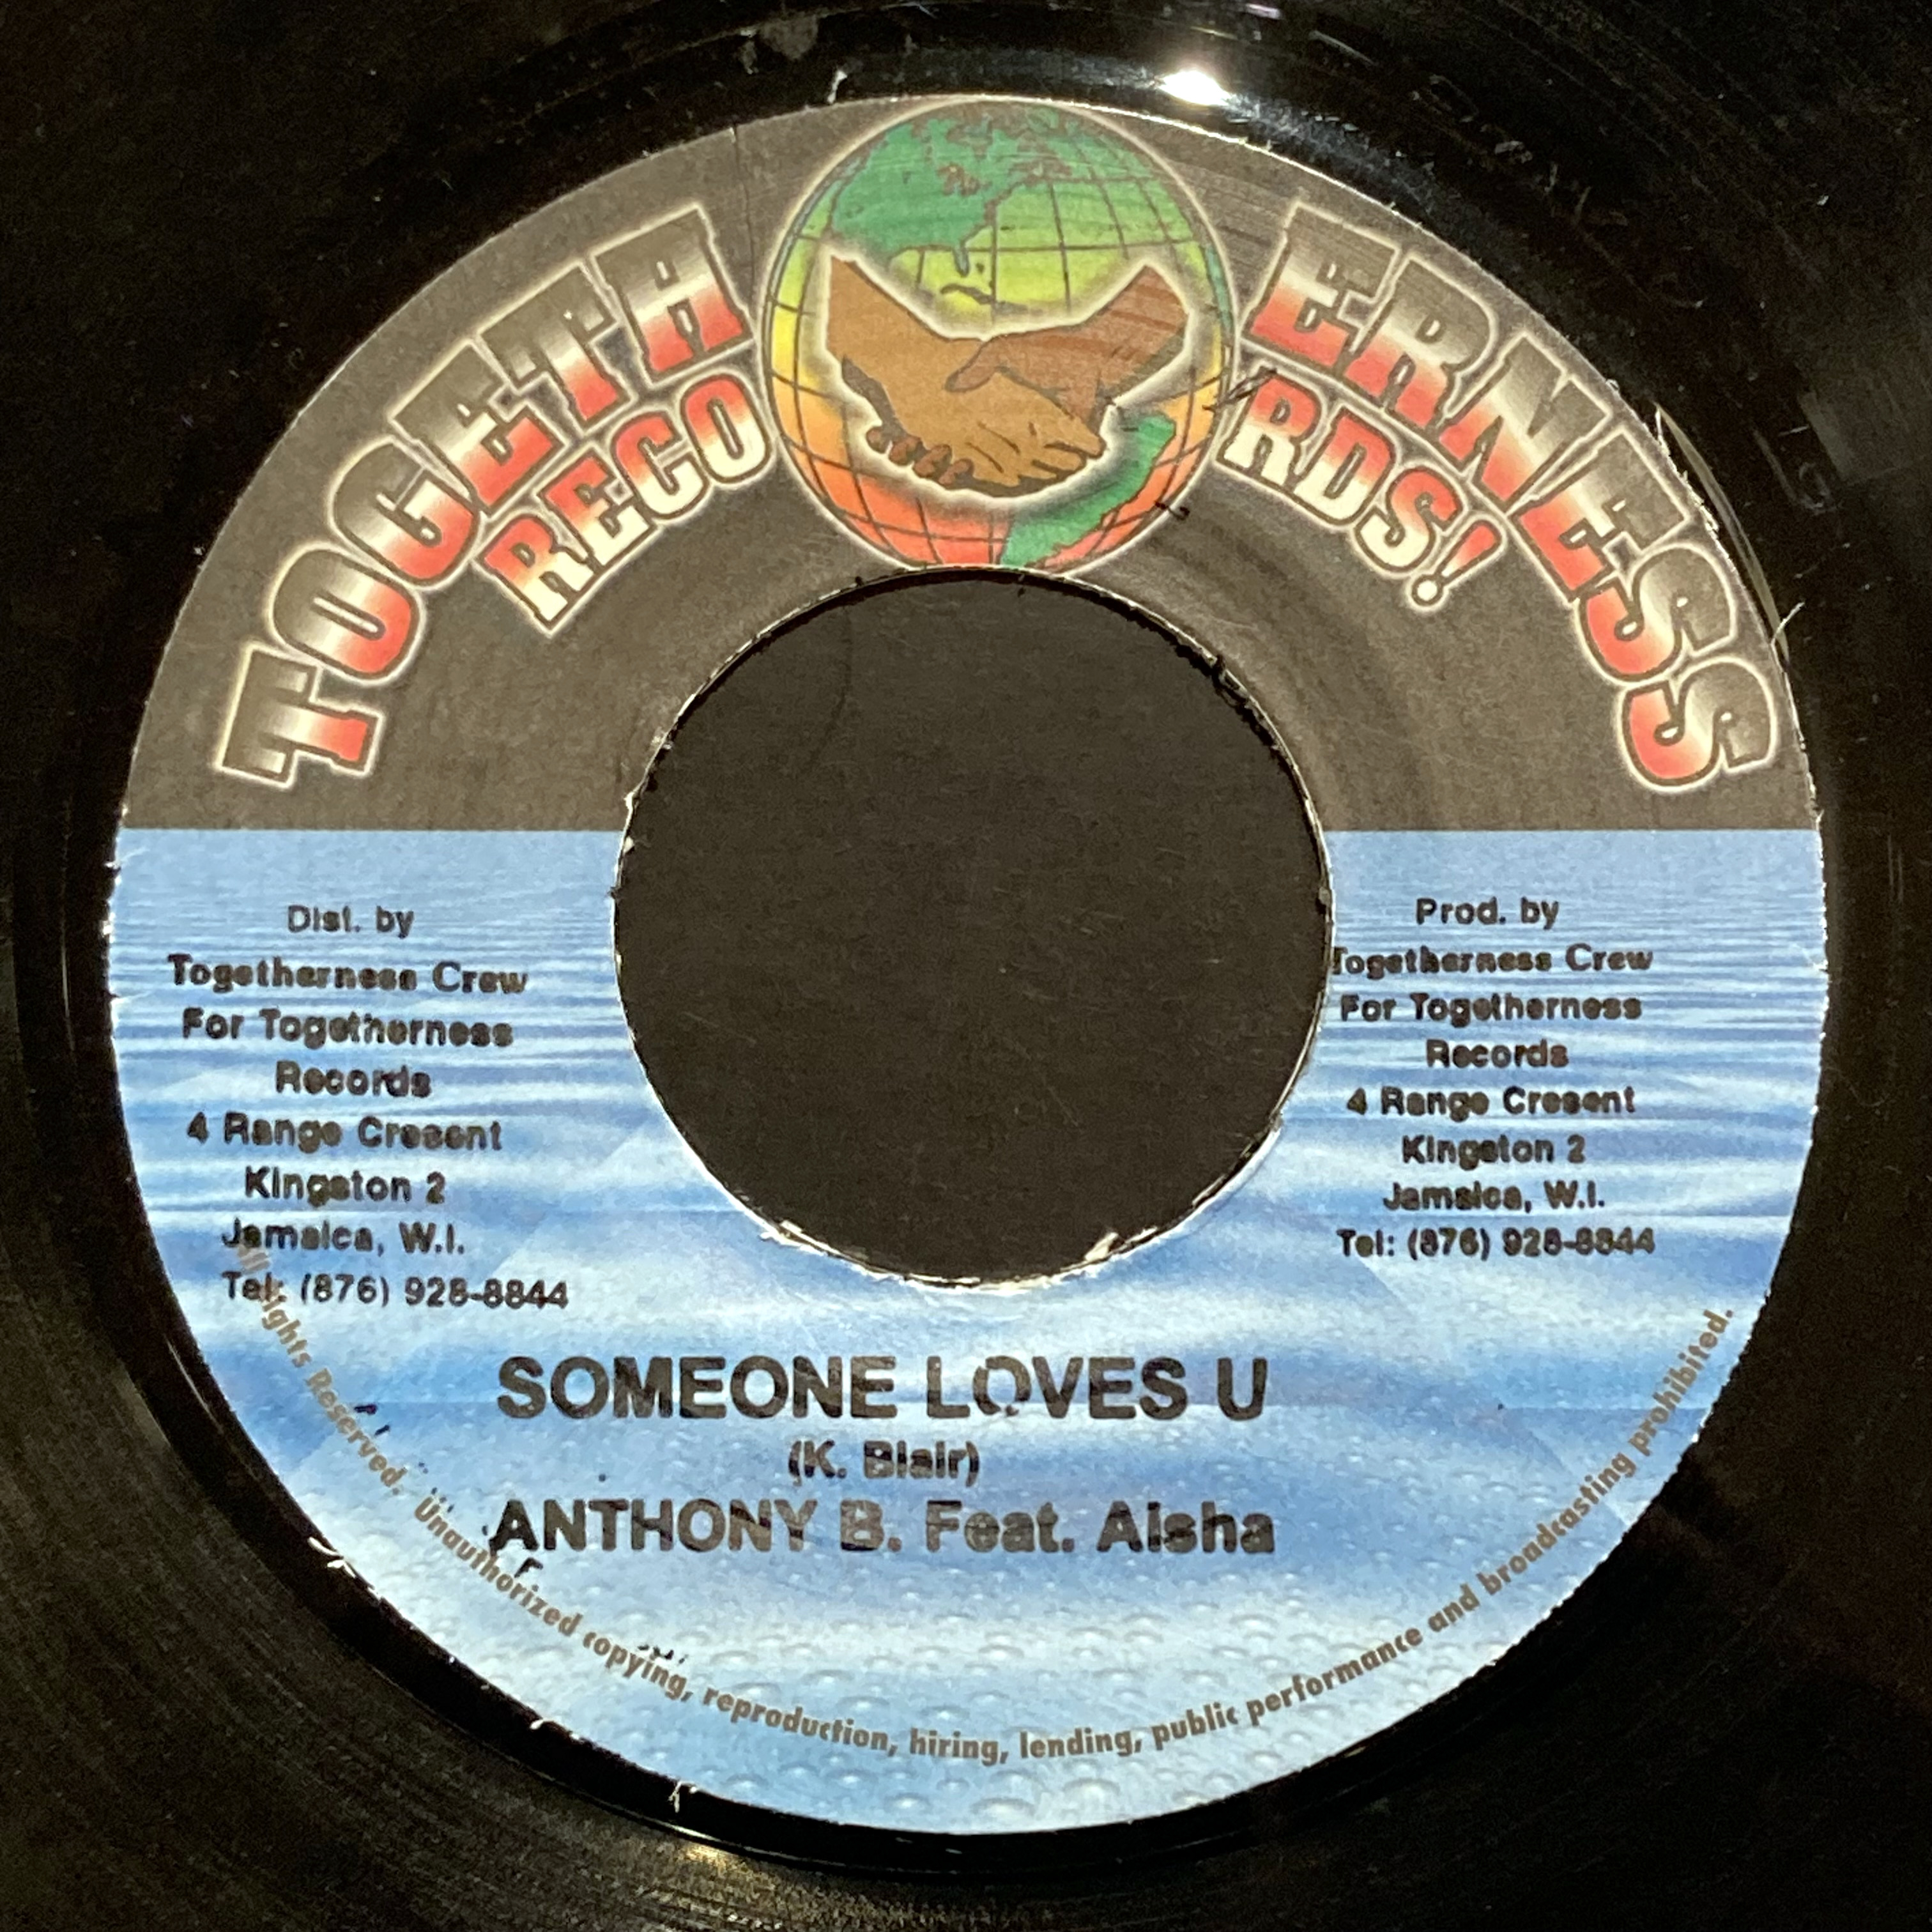 TOGETHERNESS
RECORDS!
Dist. by
Togetherness Crew
For Togetherness
Records
4 Range Cresent
Kingston 2
Jamaica, W.I.
Tel: (876) 928-8844
Prod. by
Togetherness Crew
For Togetherness
Records
4 Range Cresent
Kingston 2
Jamaica, W.I.
Tel: (876) 928-8844
SOMEONE LOVES U
(K. Blair)
ANTHONY B. Feat. Aisha
All Rights Reserved. Unauthorized copying, reproduction, hiring, lending, public performance and broadcasting prohibited.